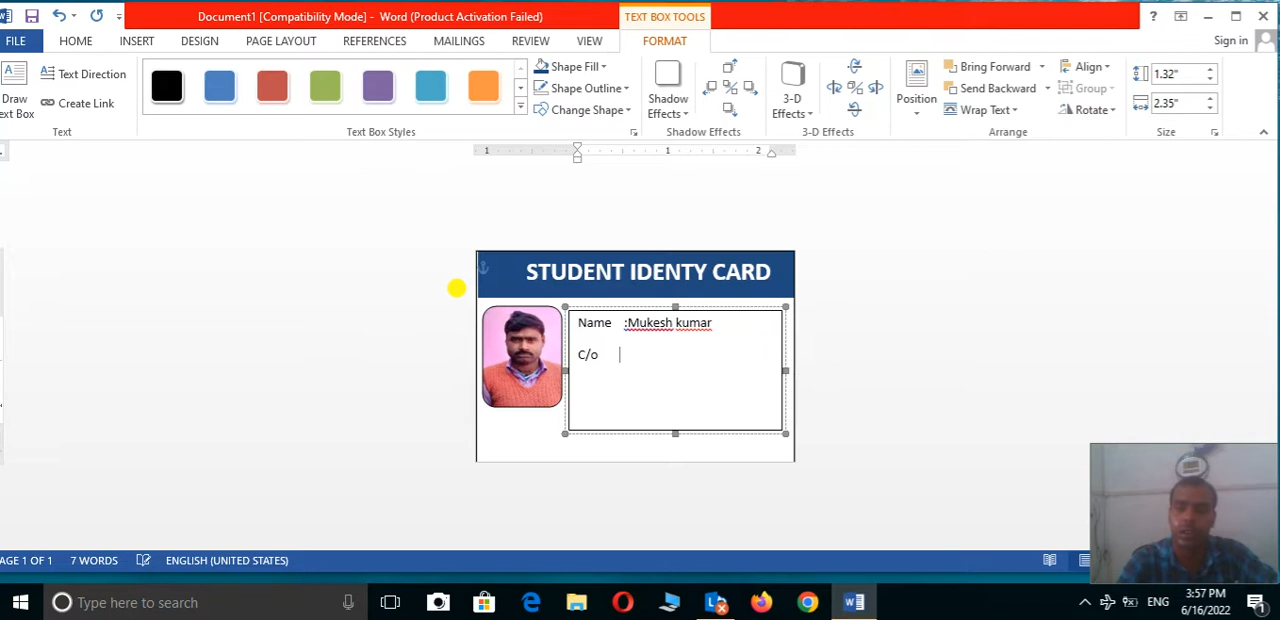 Document1 [Compatibility Mode] - Word (Product Activation Failed)
TEXT BOX TOOLS
?
FILE HOME INSERT DESIGN PAGE LAYOUT REFERENCES MAILINGS REVIEW VIEW FORMAT Sign in
Text Direction
Create Link
Draw
Text
Shape Fill
Shape Outline
Change Shape
Text Box Styles
Shadow
Effects
Shadow Effects
3-D
Effects
3-D Effects
Position
Bring Forward
Send Backward
Wrap Text
Align
Group
Rotate
Arrange
1.32"
2.35"
Size
1 1 2
STUDENT IDENTY CARD
Name :Mukesh kumar
C/o
PAGE 1 OF 1 7 WORDS ENGLISH (UNITED STATES)
Type here to search
ENG
3:57 PM
6/16/2022
1